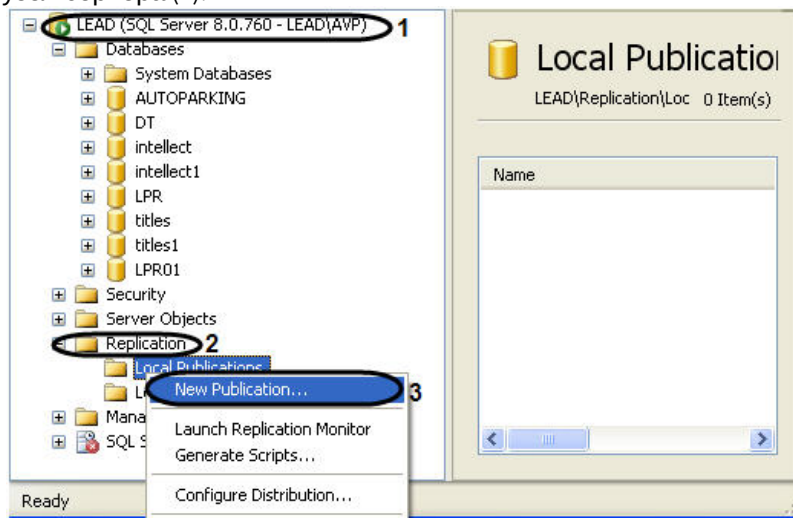 LEAD (SQL Server 8.0.760 - LEAD\AVP) 1
Databases
System Databases
AUTOPARKING
DT
intellect
intellect1
LPR
titles
titles1
LPR01
Security
Server Objects
Replication 2
Local Publications
New Publication... 3
Launch Replication Monitor
Generate Scripts...
Configure Distribution...
SQL S
Ready
Local Publication
LEAD\Replication\Loc 0 Item(s)
Name